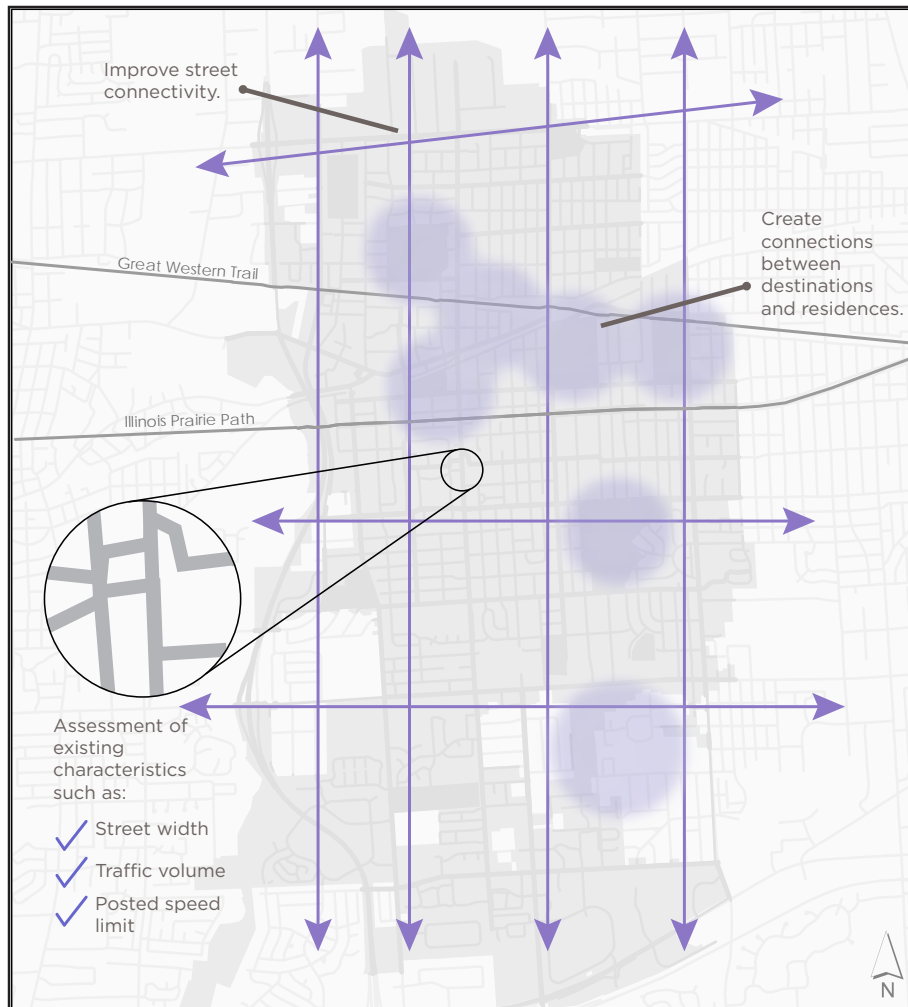 Improve street
connectivity.
Create
connections
between
destinations
and residences.
Great Western Trail
Illinois Prairie Path
Assessment of
existing
characteristics
such as:
Street width
Traffic volume
Posted speed
limit
N